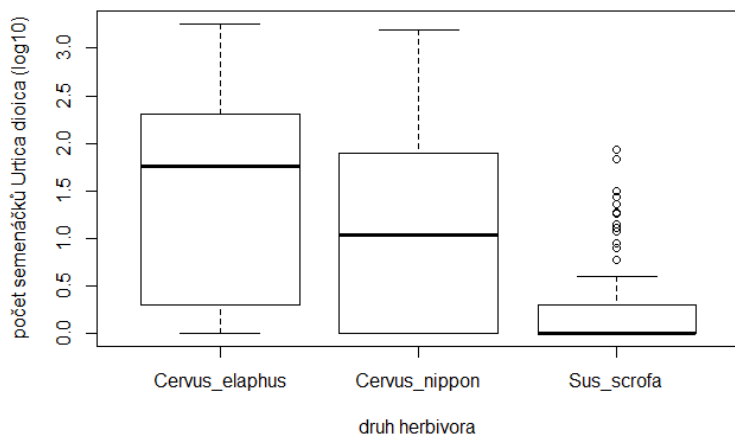 počet semenáčků Urtica dioica (log10)
3.0
2.5
2.0
1.5
1.0
0.5
0.0
Cervus_elaphus Cervus_nippon Sus_scrofa
druh herbivora